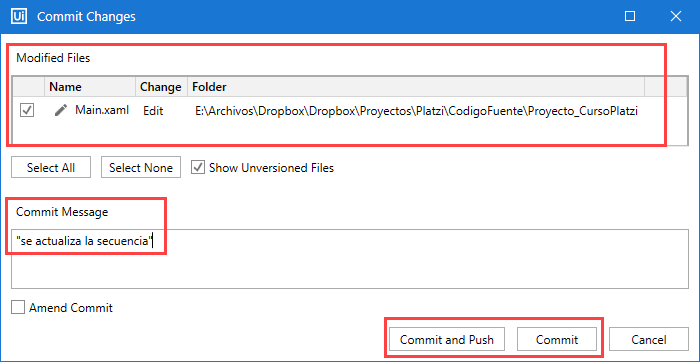 Ui Commit Changes
Modified Files
Name Change Folder
Main.xaml Edit E:\Archivos\Dropbox\Dropbox\Proyectos\Platzi\CodigoFuente\Proyecto_CursoPlatzi
Select All Select None Show Unversioned Files
Commit Message
"se actualiza la secuencia"
Amend Commit
Commit and Push Commit Cancel